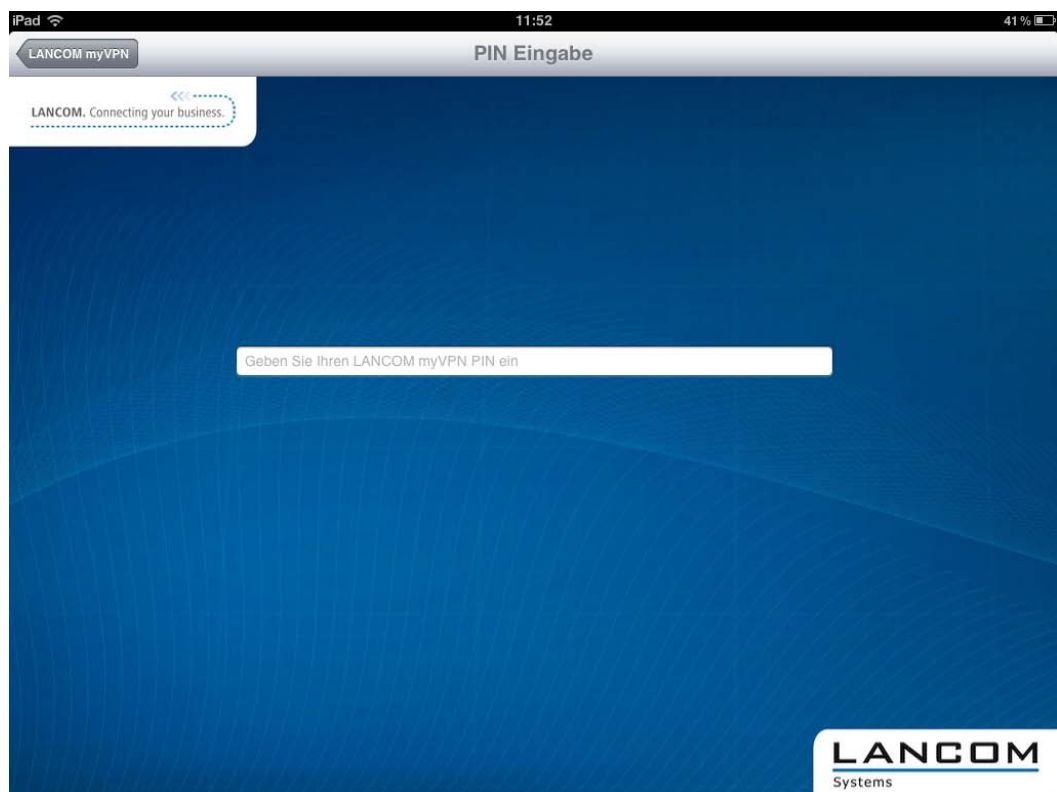 iPad 11:52 41 %
LANCOM myVPN PIN Eingabe
LANCOM. Connecting your business.
Geben Sie Ihren LANCOM myVPN PIN ein
LANCOM
Systems